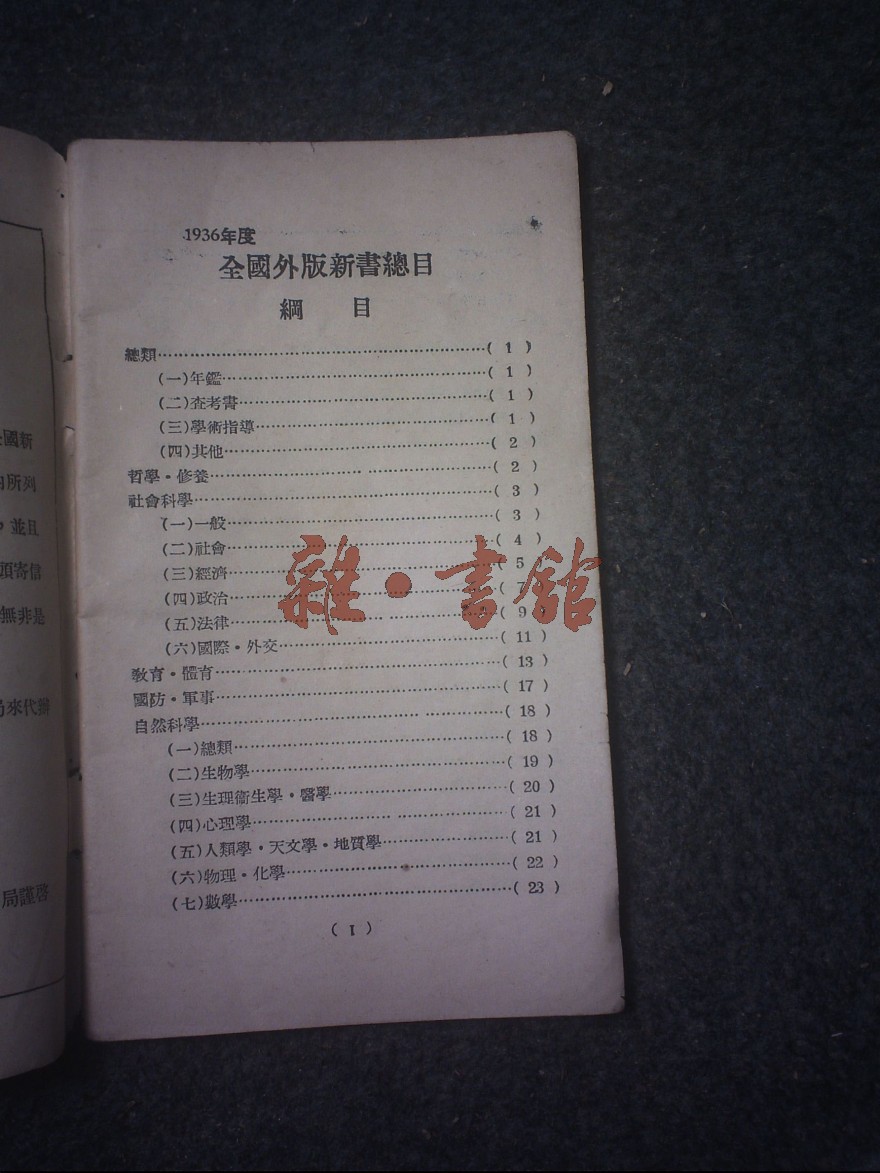 全國新
內所列
，並且
須寄信
無非是
來代辦
局謹啓
1936年度
全國外版新書總目
綱 目
總類………………………………………………………( 1 )
(一)年鑑……………………………………………( 1 )
(二)查考書…………………………………………( 1 )
(三)學術指導………………………………………( 1 )
(四)其他……………………………………………( 2 )
哲學·修養………………………………………………( 2 )
社會科學…………………………………………………( 3 )
(一)一般……………………………………………( 3 )
(二)社會……………………………………………( 4 )
(三)經濟……………………………………………( 5 )
(四)政治……………………………………………( 7 )
(五)法律……………………………………………( 9 )
(六)國際·外交……………………………………( 11 )
敎育·體育………………………………………………( 13 )
國防·軍事………………………………………………( 17 )
自然科學…………………………………………………( 18 )
(一)總類……………………………………………( 18 )
(二)生物學…………………………………………( 19 )
(三)生理衞生學·醫學……………………………( 20 )
(四)心理學…………………………………………( 21 )
(五)人類學·天文學·地質學……………………( 21 )
(六)物理·化學……………………………………( 22 )
(七)數學……………………………………………( 23 )
( I )
雜·書館